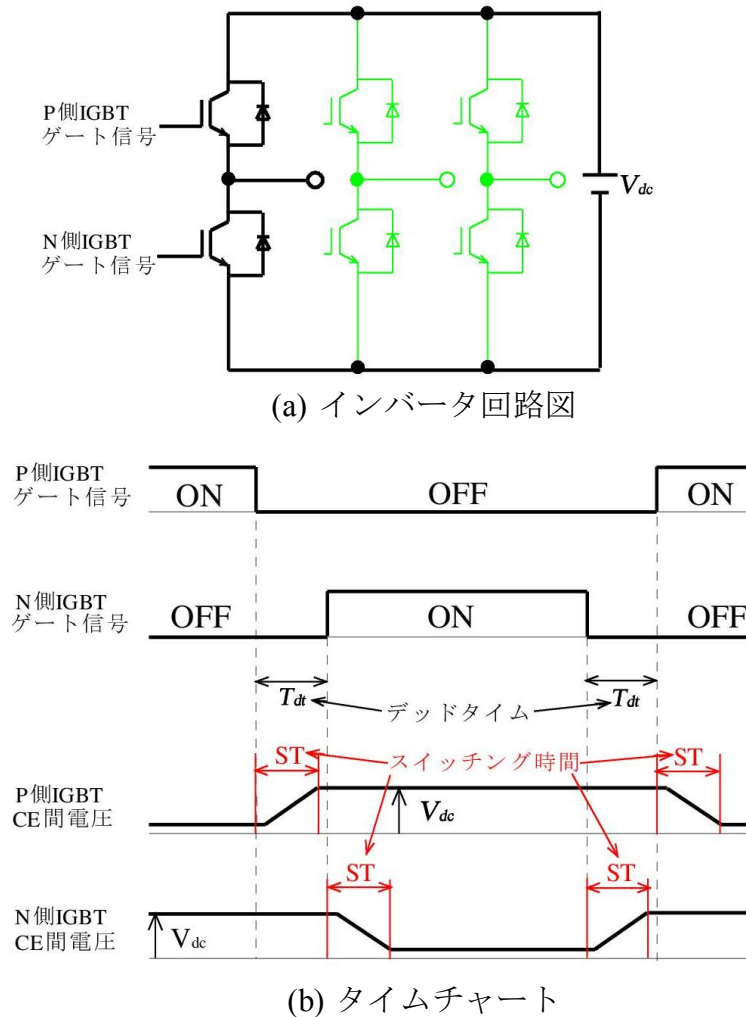 P側IGBT
ゲート信号
N側IGBT
ゲート信号
Vdc
(a) インバータ回路図
P側IGBT
ゲート信号
ON
OFF
ON
N側IGBT
ゲート信号
OFF
ON
OFF
Tdt
デッドタイム
Tdt
ST
スイッチング時間
ST
P側IGBT
CE間電圧
Vdc
ST
ST
N側IGBT
CE間電圧
Vdc
(b) タイムチャート